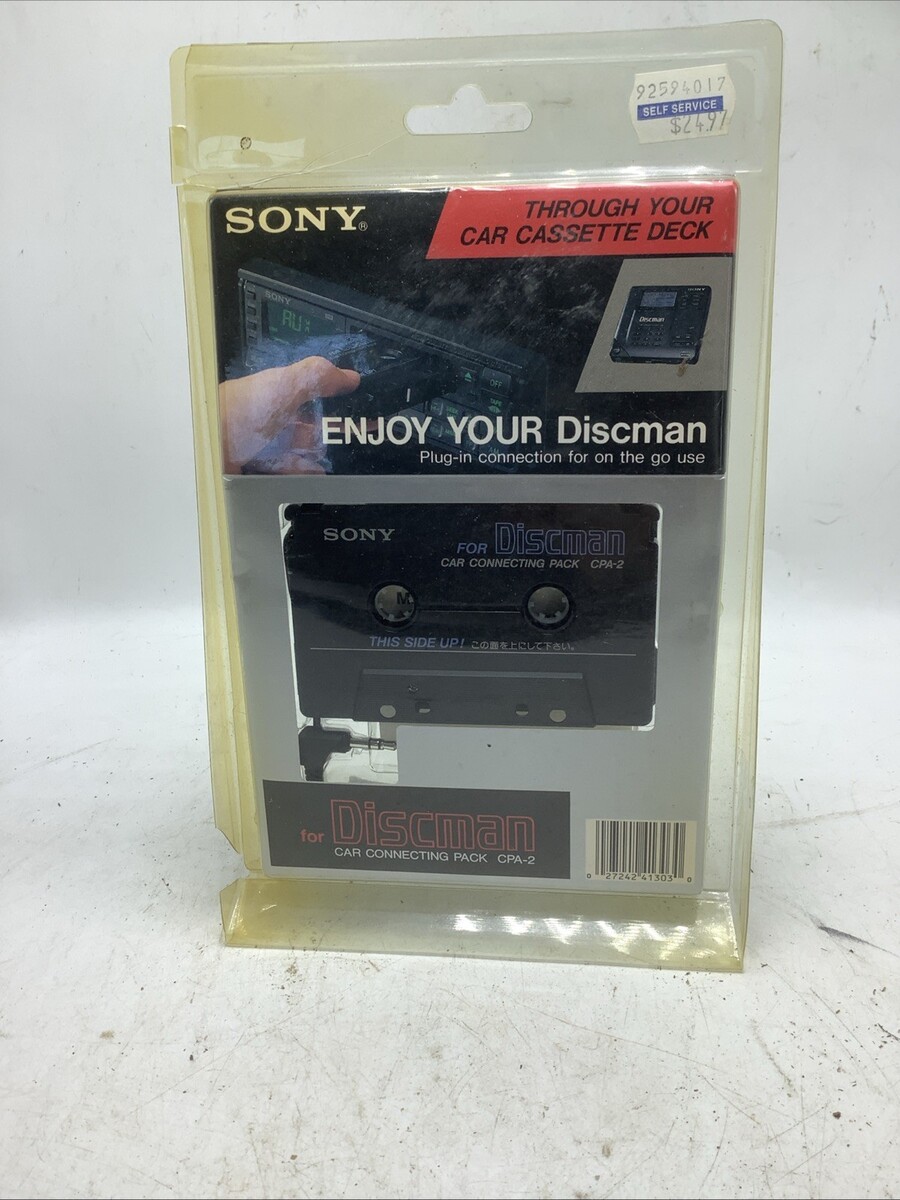 92594017
SELF SERVICE
$24.97
SONY®
THROUGH YOUR
CAR CASSETTE DECK
SONY
AU
OFF
Discman
ENJOY YOUR Discman
Plug-in connection for on the go use
SONY
FOR Discman
CAR CONNECTING PACK CPA-2
M
THIS SIDE UP! この面を上にして下さい。
for Discman
CAR CONNECTING PACK CPA-2
0 27242 41303 0